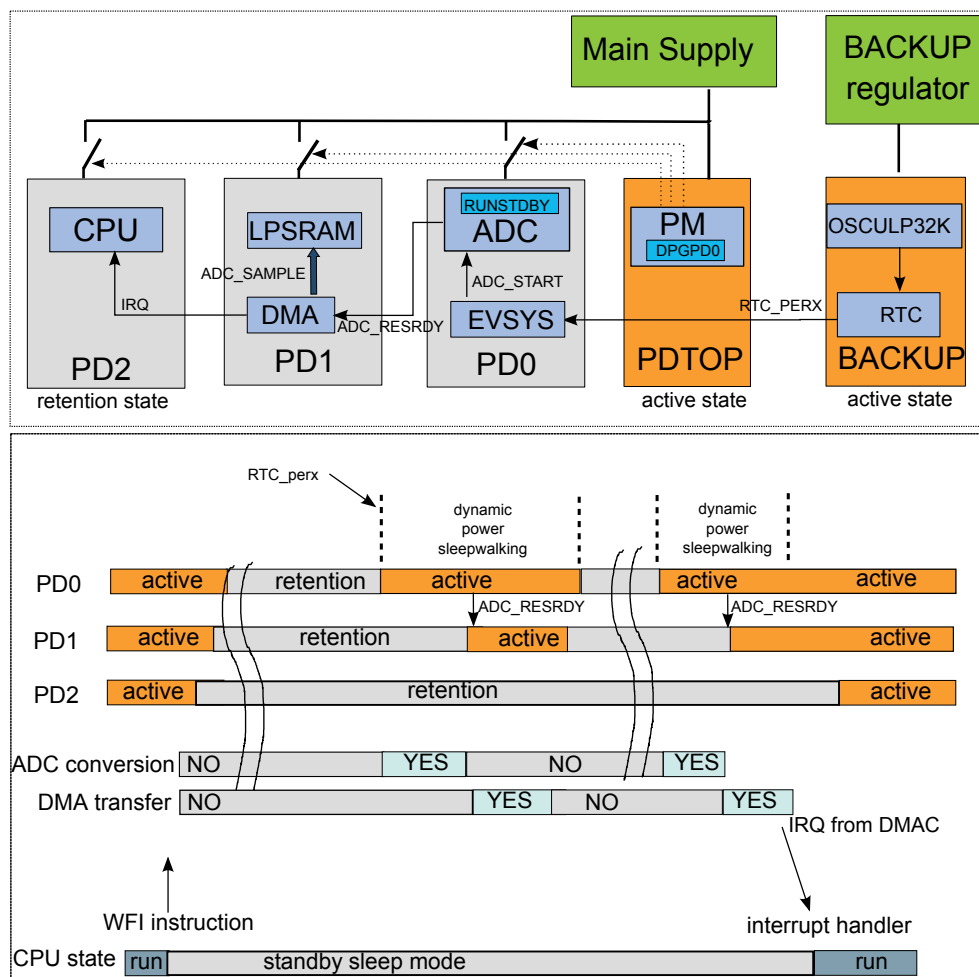 Main Supply
BACKUP
regulator
CPU
LPSRAM
RUNSTDBY
ADC
PM
DPGPD0
OSCULP32K
ADC_SAMPLE
ADC_START
IRQ
DMA
ADC_RESRDY
EVSYS
RTC_PERX
RTC
PD2
PD1
PD0
PDTOP
BACKUP
retention state
active state
active state
RTC_perx
dynamic
power
sleepwalking
dynamic
power
sleepwalking
PD0
active
retention
active
active
active
ADC_RESRDY
ADC_RESRDY
PD1
active
retention
active
active
PD2
active
retention
active
ADC conversion
NO
YES
NO
YES
DMA transfer
NO
YES
NO
YES
IRQ from DMAC
WFI instruction
interrupt handler
CPU state
run
standby sleep mode
run